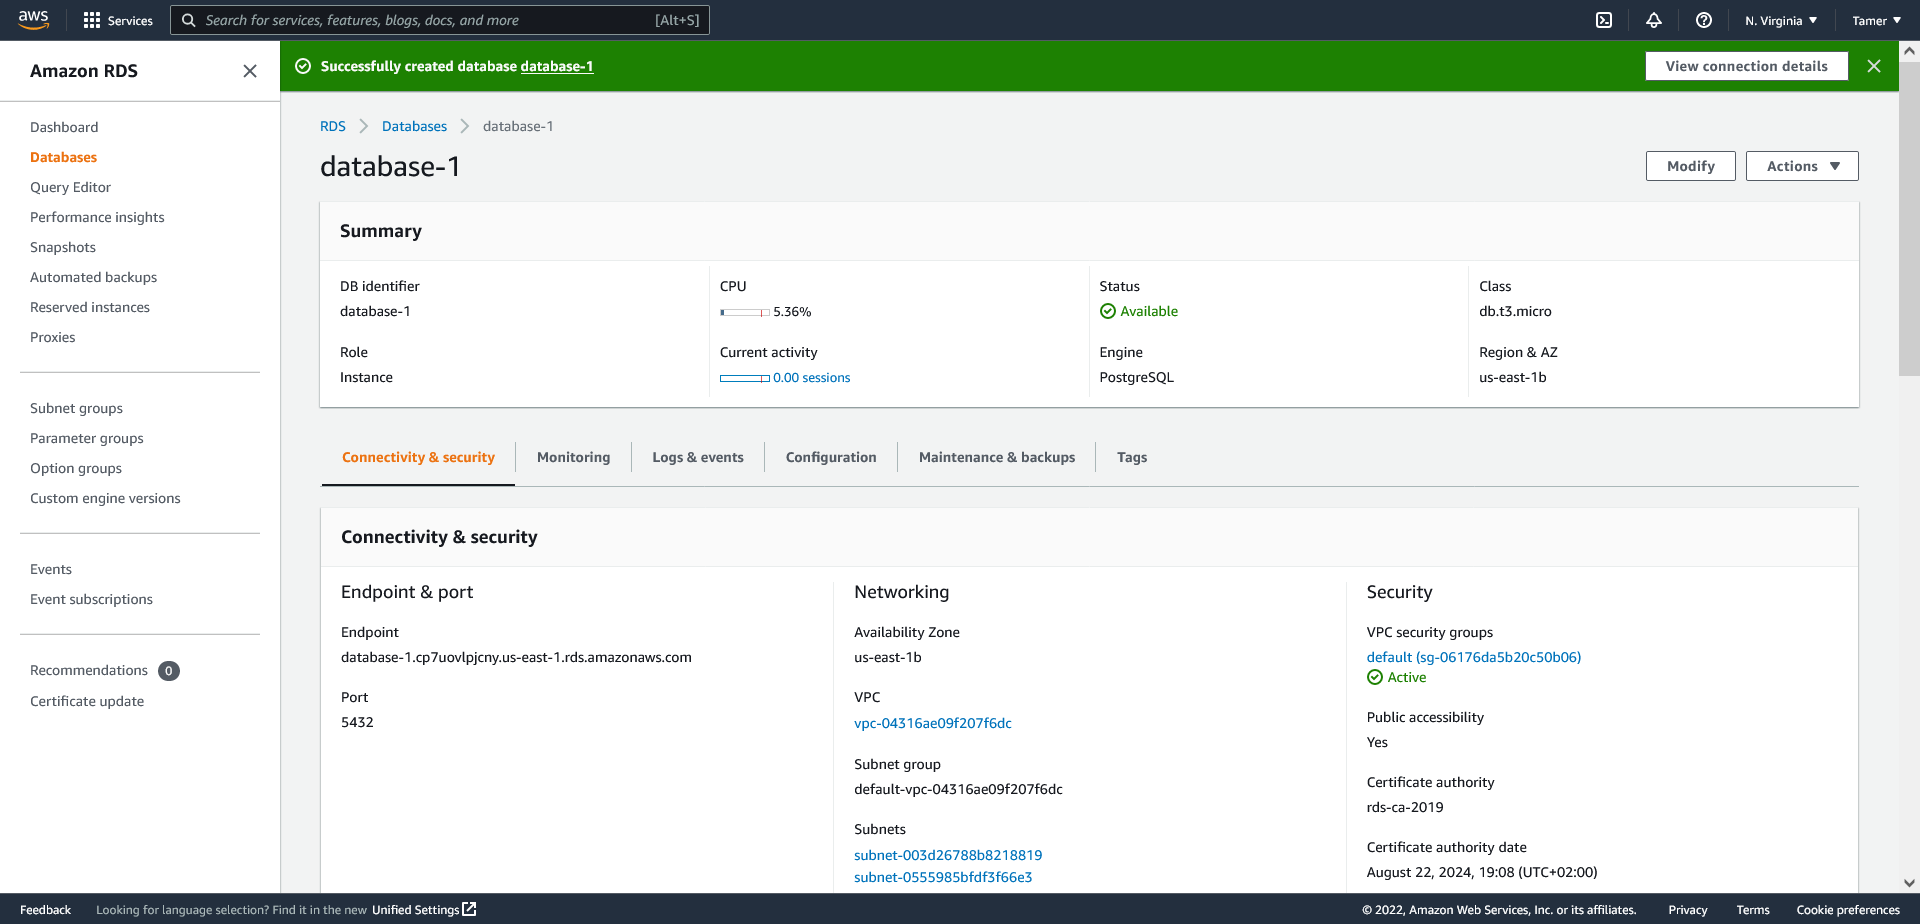 aws
Services
Search for services, features, blogs, docs, and more
[Alt+S]
N. Virginia
Tamer
Amazon RDS
Dashboard
Databases
Query Editor
Performance insights
Snapshots
Automated backups
Reserved instances
Proxies
Subnet groups
Parameter groups
Option groups
Custom engine versions
Events
Event subscriptions
Recommendations 0
Certificate update
Successfully created database database-1
View connection details
RDS
Databases
database-1
database-1
Modify
Actions
Summary
DB identifier
database-1
CPU
5.36%
Status
Available
Class
db.t3.micro
Role
Instance
Current activity
0.00 sessions
Engine
PostgreSQL
Region & AZ
us-east-1b
Connectivity & security
Monitoring
Logs & events
Configuration
Maintenance & backups
Tags
Connectivity & security
Endpoint & port
Endpoint
database-1.cp7uovlpjcny.us-east-1.rds.amazonaws.com
Port
5432
Networking
Availability Zone
us-east-1b
VPC
vpc-04316ae09f207f6dc
Subnet group
default-vpc-04316ae09f207f6dc
Subnets
subnet-003d26788b8218819
subnet-0555985bfdf3f66e3
Security
VPC security groups
default (sg-06176da5b20c50b06)
Active
Public accessibility
Yes
Certificate authority
rds-ca-2019
Certificate authority date
August 22, 2024, 19:08 (UTC+02:00)
Feedback
Looking for language selection? Find it in the new Unified Settings
© 2022, Amazon Web Services, Inc. or its affiliates.
Privacy
Terms
Cookie preferences